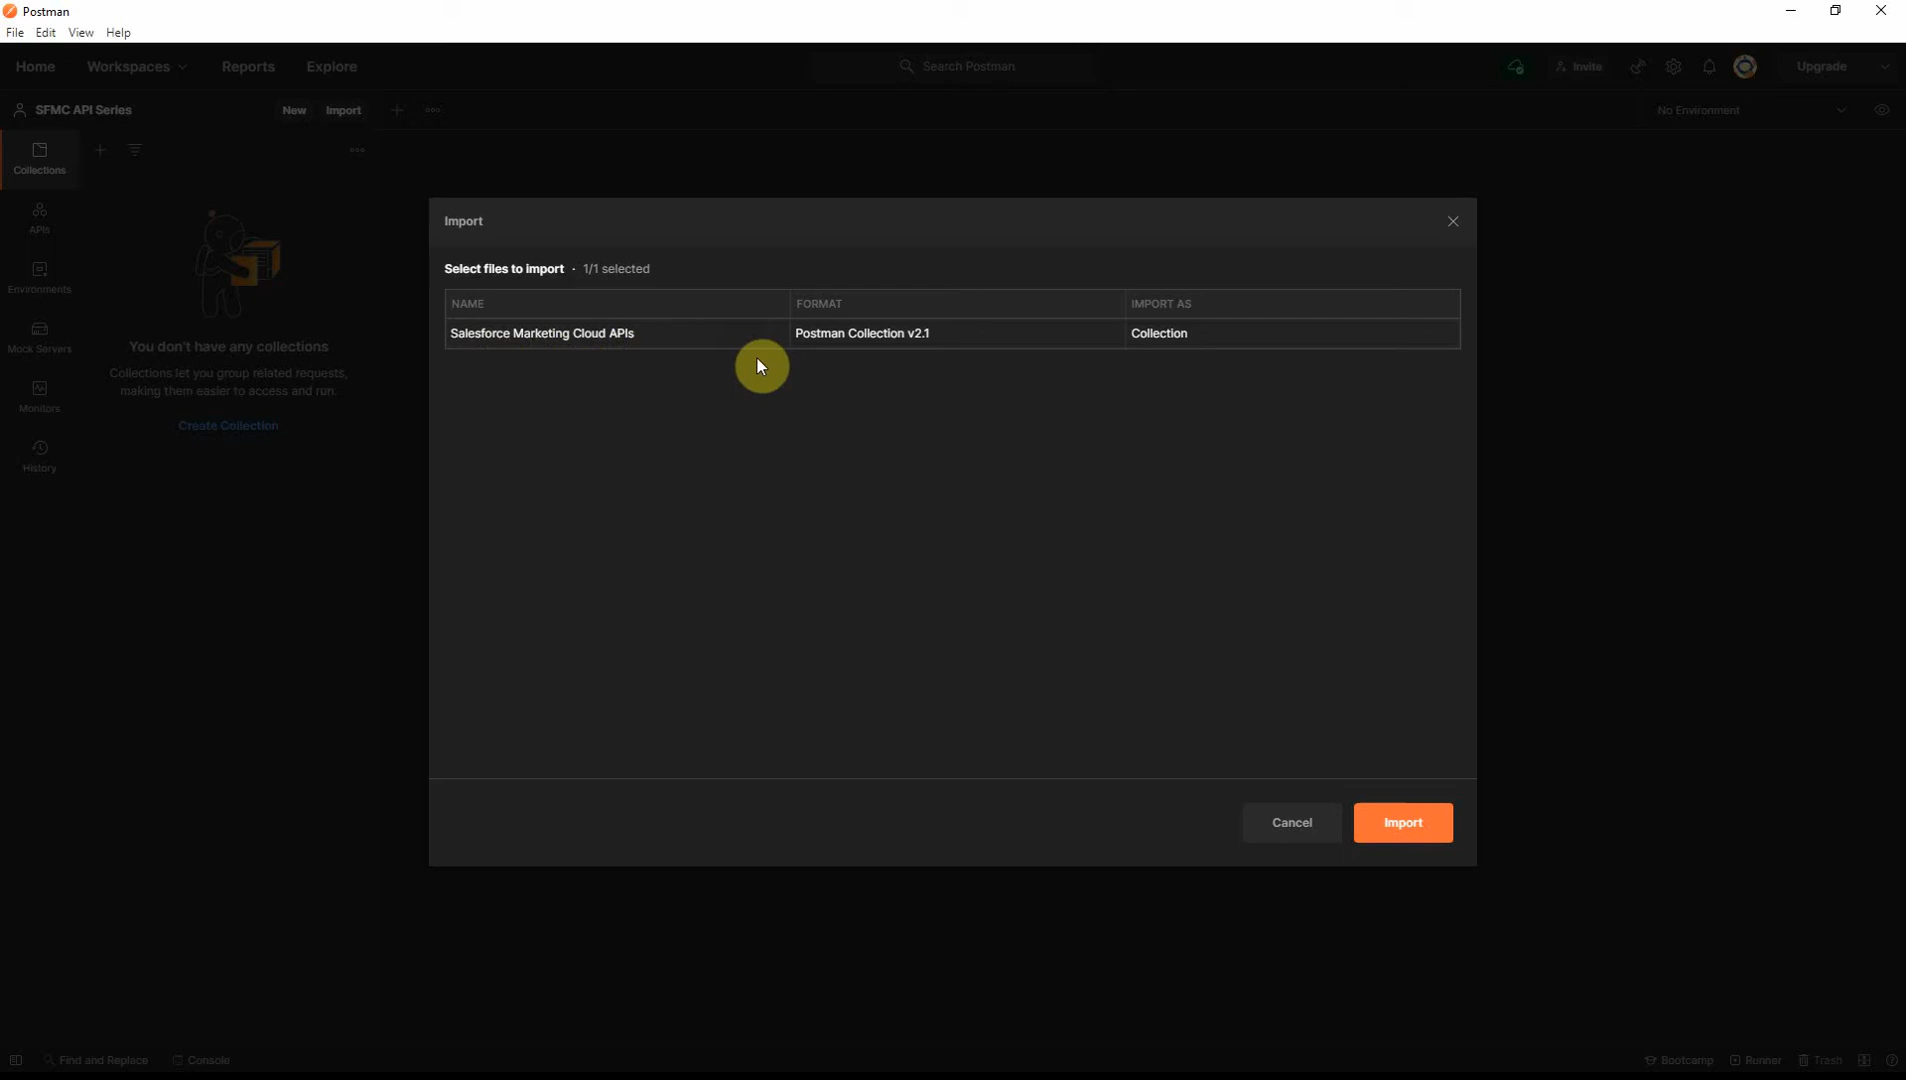 Postman
File Edit View Help
Home Workspaces Reports Explore Search Postman Invite Upgrade
SFMC API Series New Import No Environment
Collections
APIs
Environments
Mock Servers
Monitors
History
You don't have any collections
Collections let you group related requests,
making them easier to access and run.
Create Collection
Import
Select files to import · 1/1 selected
NAME FORMAT IMPORT AS
Salesforce Marketing Cloud APIs Postman Collection v2.1 Collection
Cancel Import
Find and Replace Console Bootcamp Runner Trash